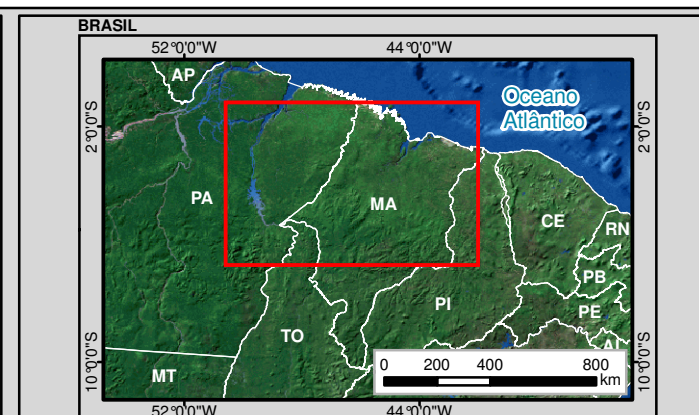 BRASIL
52°0'0"W 44°0'0"W
AP
Oceano
Atlântico
2°0'0"S 2°0'0"S
PA
MA
CE
RN
PB
PI
PE
TO
AL
MT
0 200 400 800
km
10°0'0"S 10°0'0"S
52°0'0"W 44°0'0"W